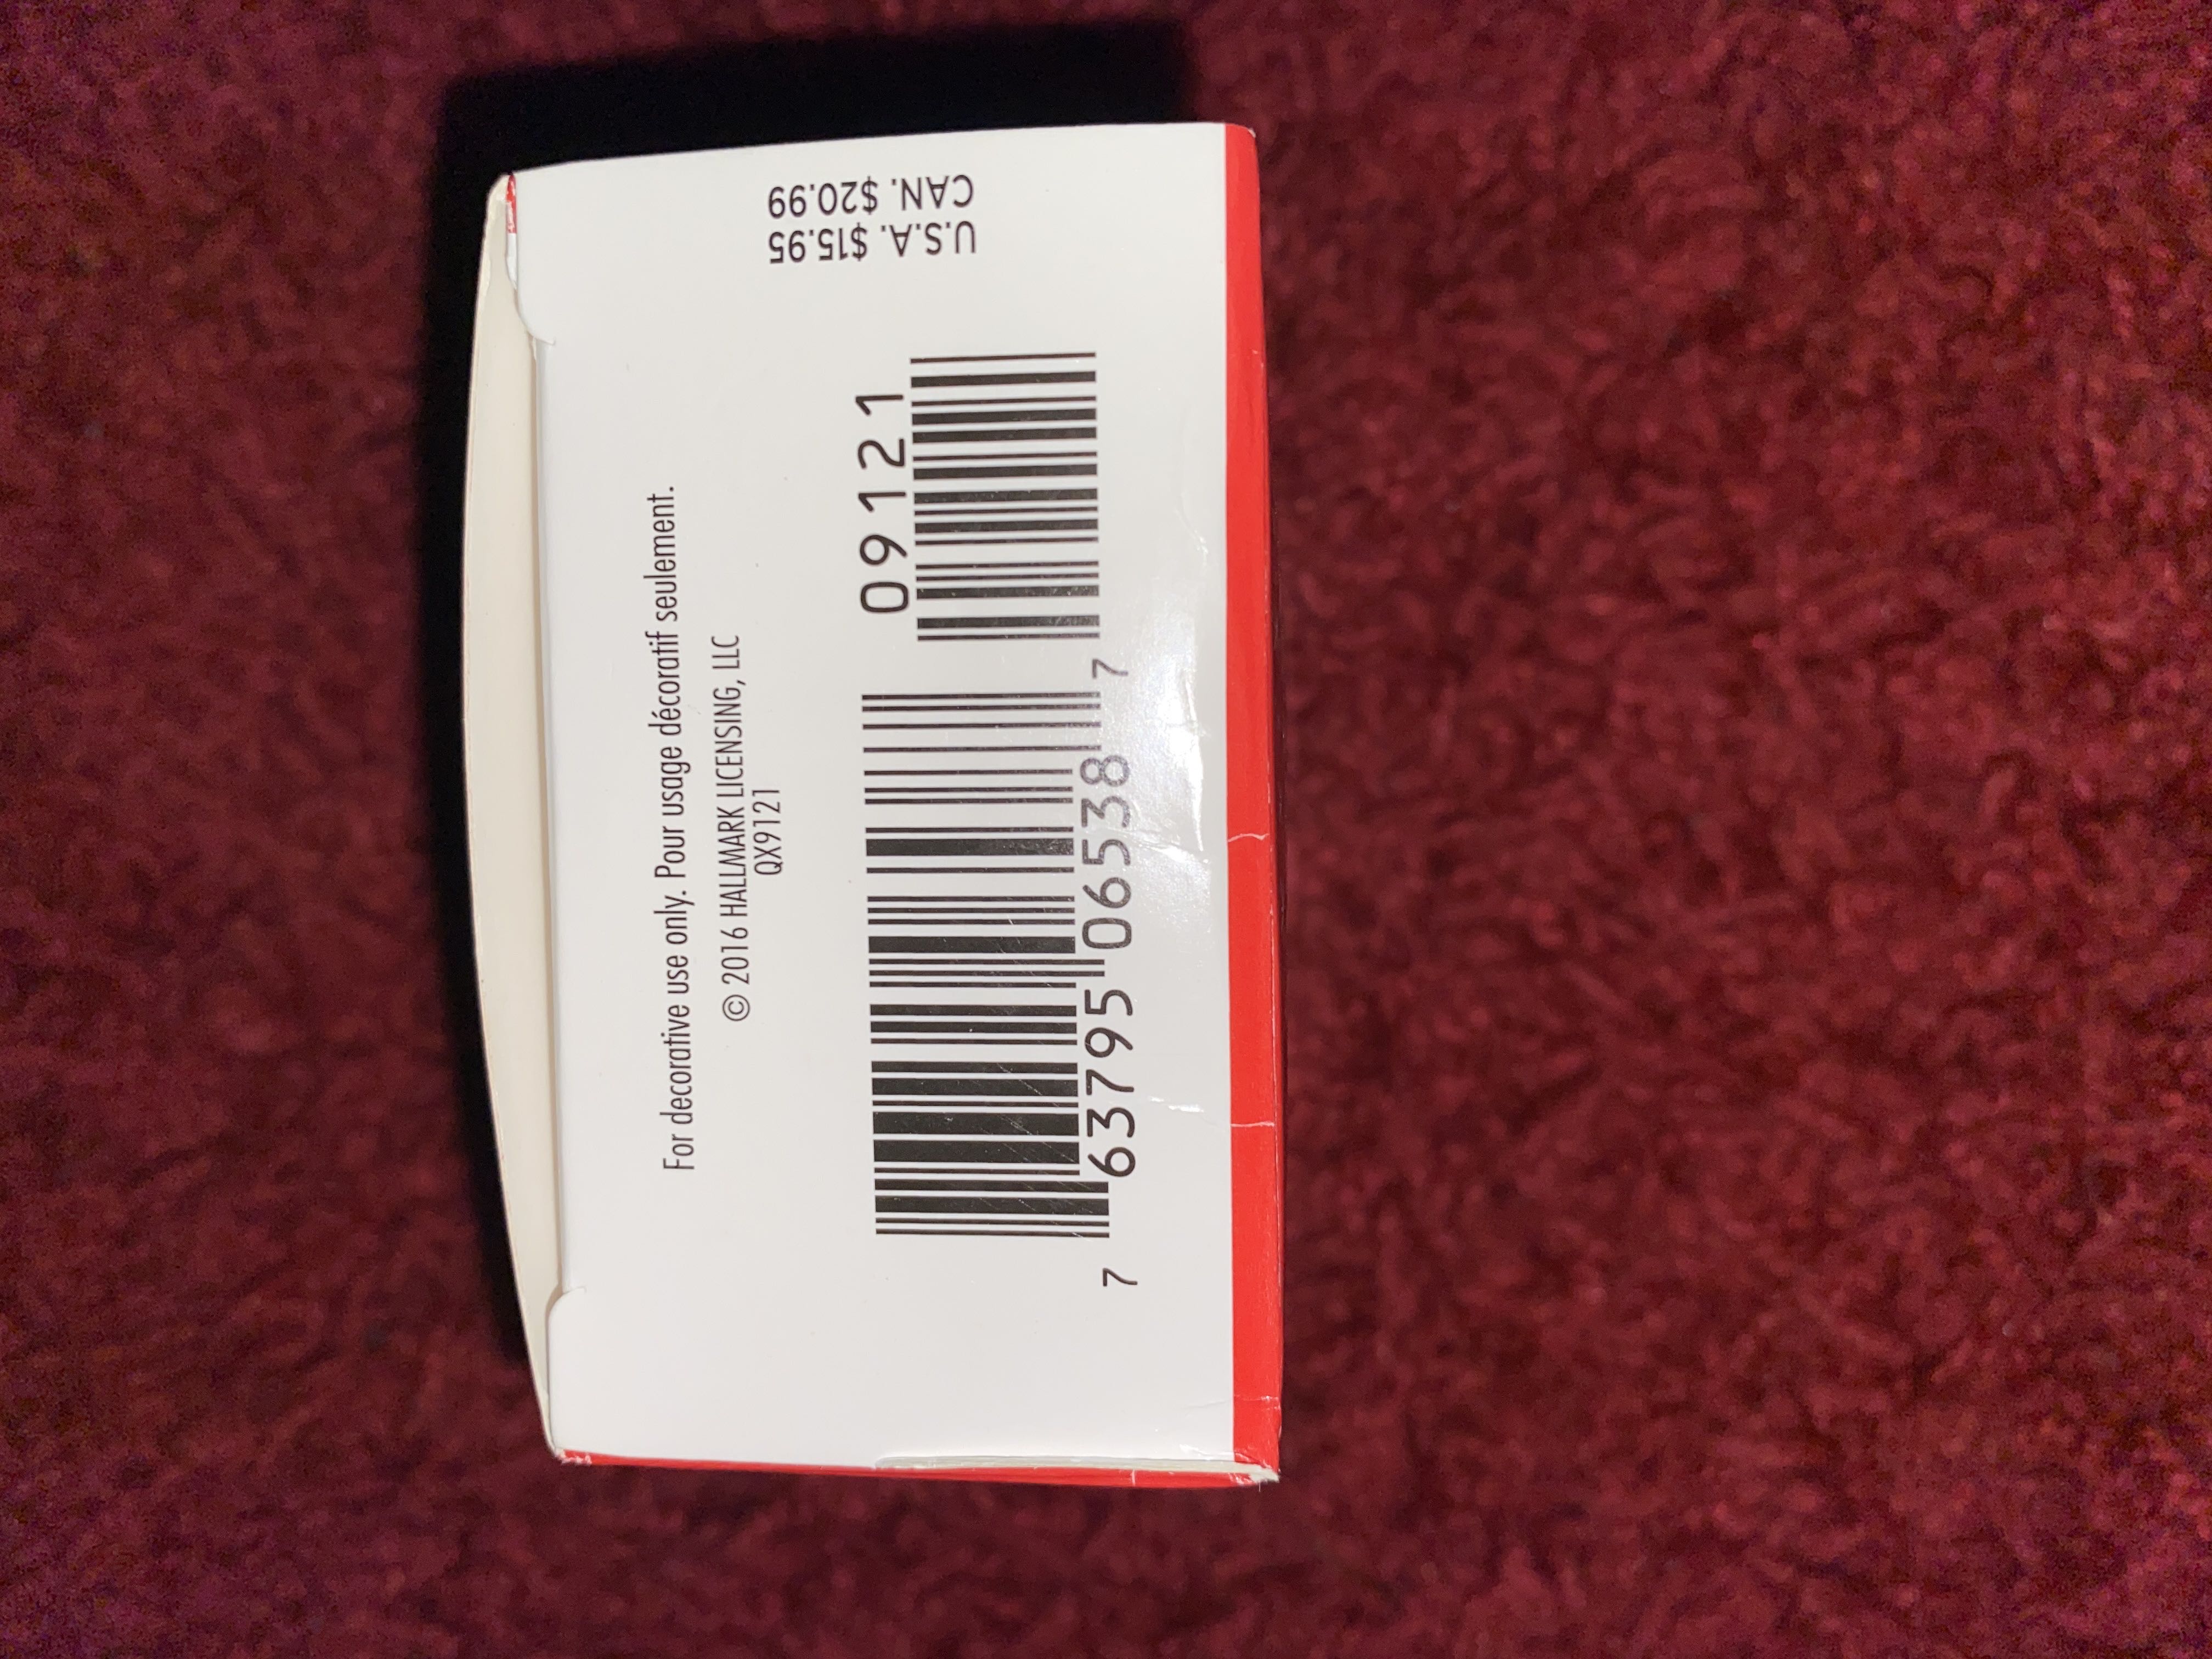 For decorative use only. Pour usage décoratif seulement.
© 2016 HALLMARK LICENSING, LLC
QX9121
09121
7 63795 06538 7
U.S.A. $15.95
CAN. $20.99